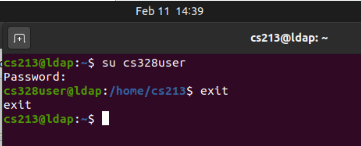 Feb 11 14:39
cs213@ldap: ~
cs213@ldap:~$ su cs328user
Password:
cs328user@ldap:/home/cs213$ exit
exit
cs213@ldap:~$